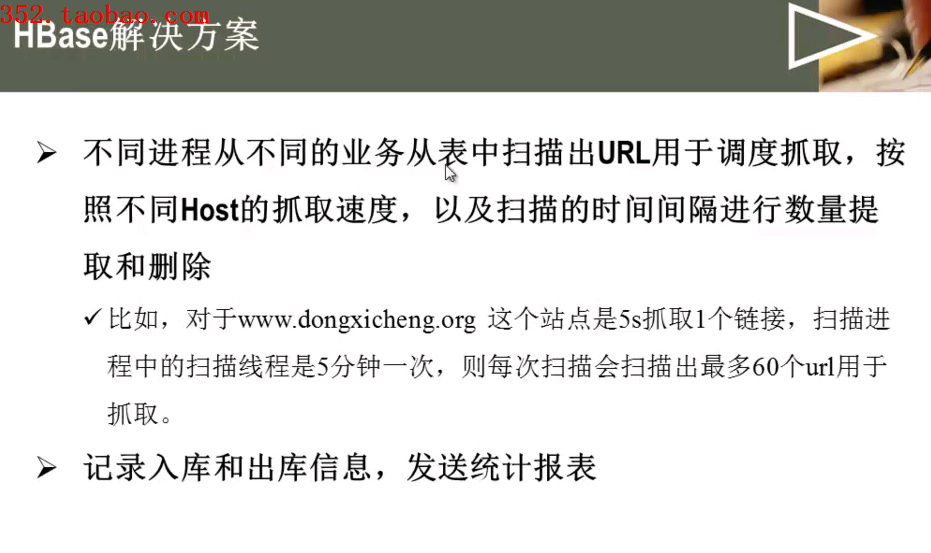 352.taobao.com
HBase解决方案
不同进程从不同的业务从表中扫描出URL用于调度抓取，按
照不同Host的抓取速度，以及扫描的时间间隔进行数量提
取和删除
比如，对于www.dongxicheng.org 这个站点是5s抓取1个链接，扫描进
程中的扫描线程是5分钟一次，则每次扫描会扫描出最多60个url用于
抓取。
记录入库和出库信息，发送统计报表